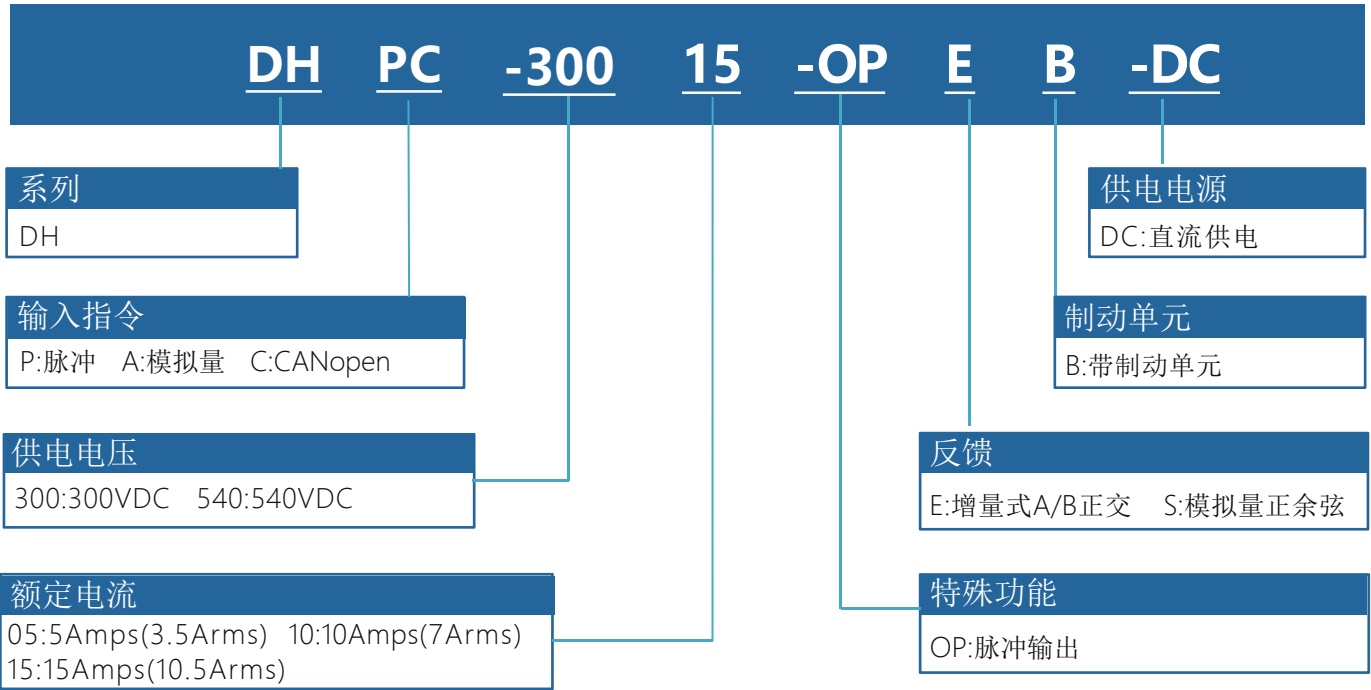 DH PC -300 15 -OP E B -DC
系列
DH
供电电源
DC:直流供电
输入指令
P:脉冲 A:模拟量 C:CANopen
制动单元
B:带制动单元
供电电压
300:300VDC 540:540VDC
反馈
E:增量式A/B正交 S:模拟量正余弦
额定电流
05:5Amps(3.5Arms) 10:10Amps(7Arms)
15:15Amps(10.5Arms)
特殊功能
OP:脉冲输出